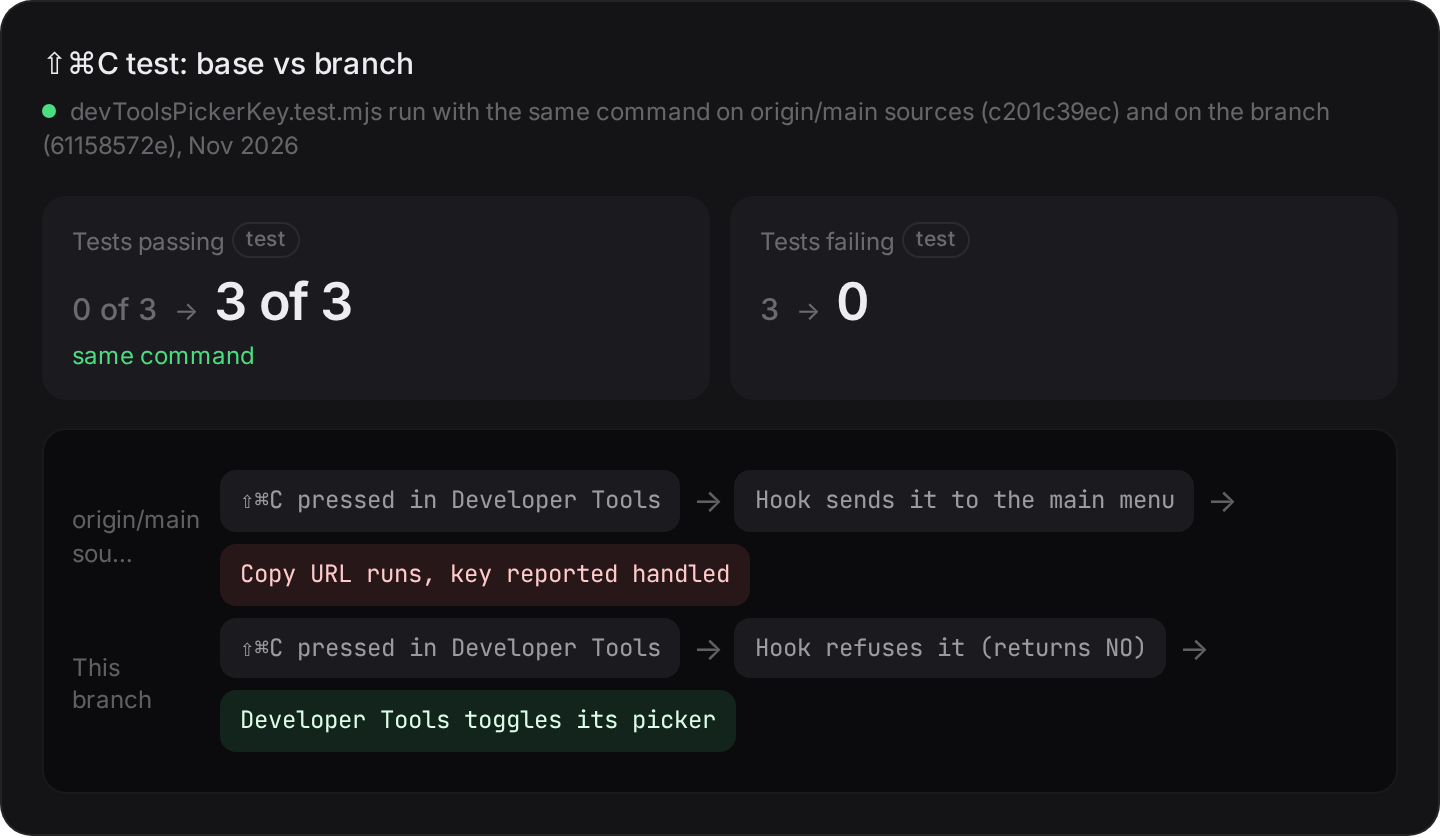 ⇧⌘C test: base vs branch
devToolsPickerKey.test.mjs run with the same command on origin/main sources (c201c39ec) and on the branch
(61158572e), Nov 2026
Tests passing test
0 of 3 → 3 of 3
same command
Tests failing test
3 → 0
origin/main
sou...
⇧⌘C pressed in Developer Tools → Hook sends it to the main menu →
Copy URL runs, key reported handled
This
branch
⇧⌘C pressed in Developer Tools → Hook refuses it (returns NO) →
Developer Tools toggles its picker